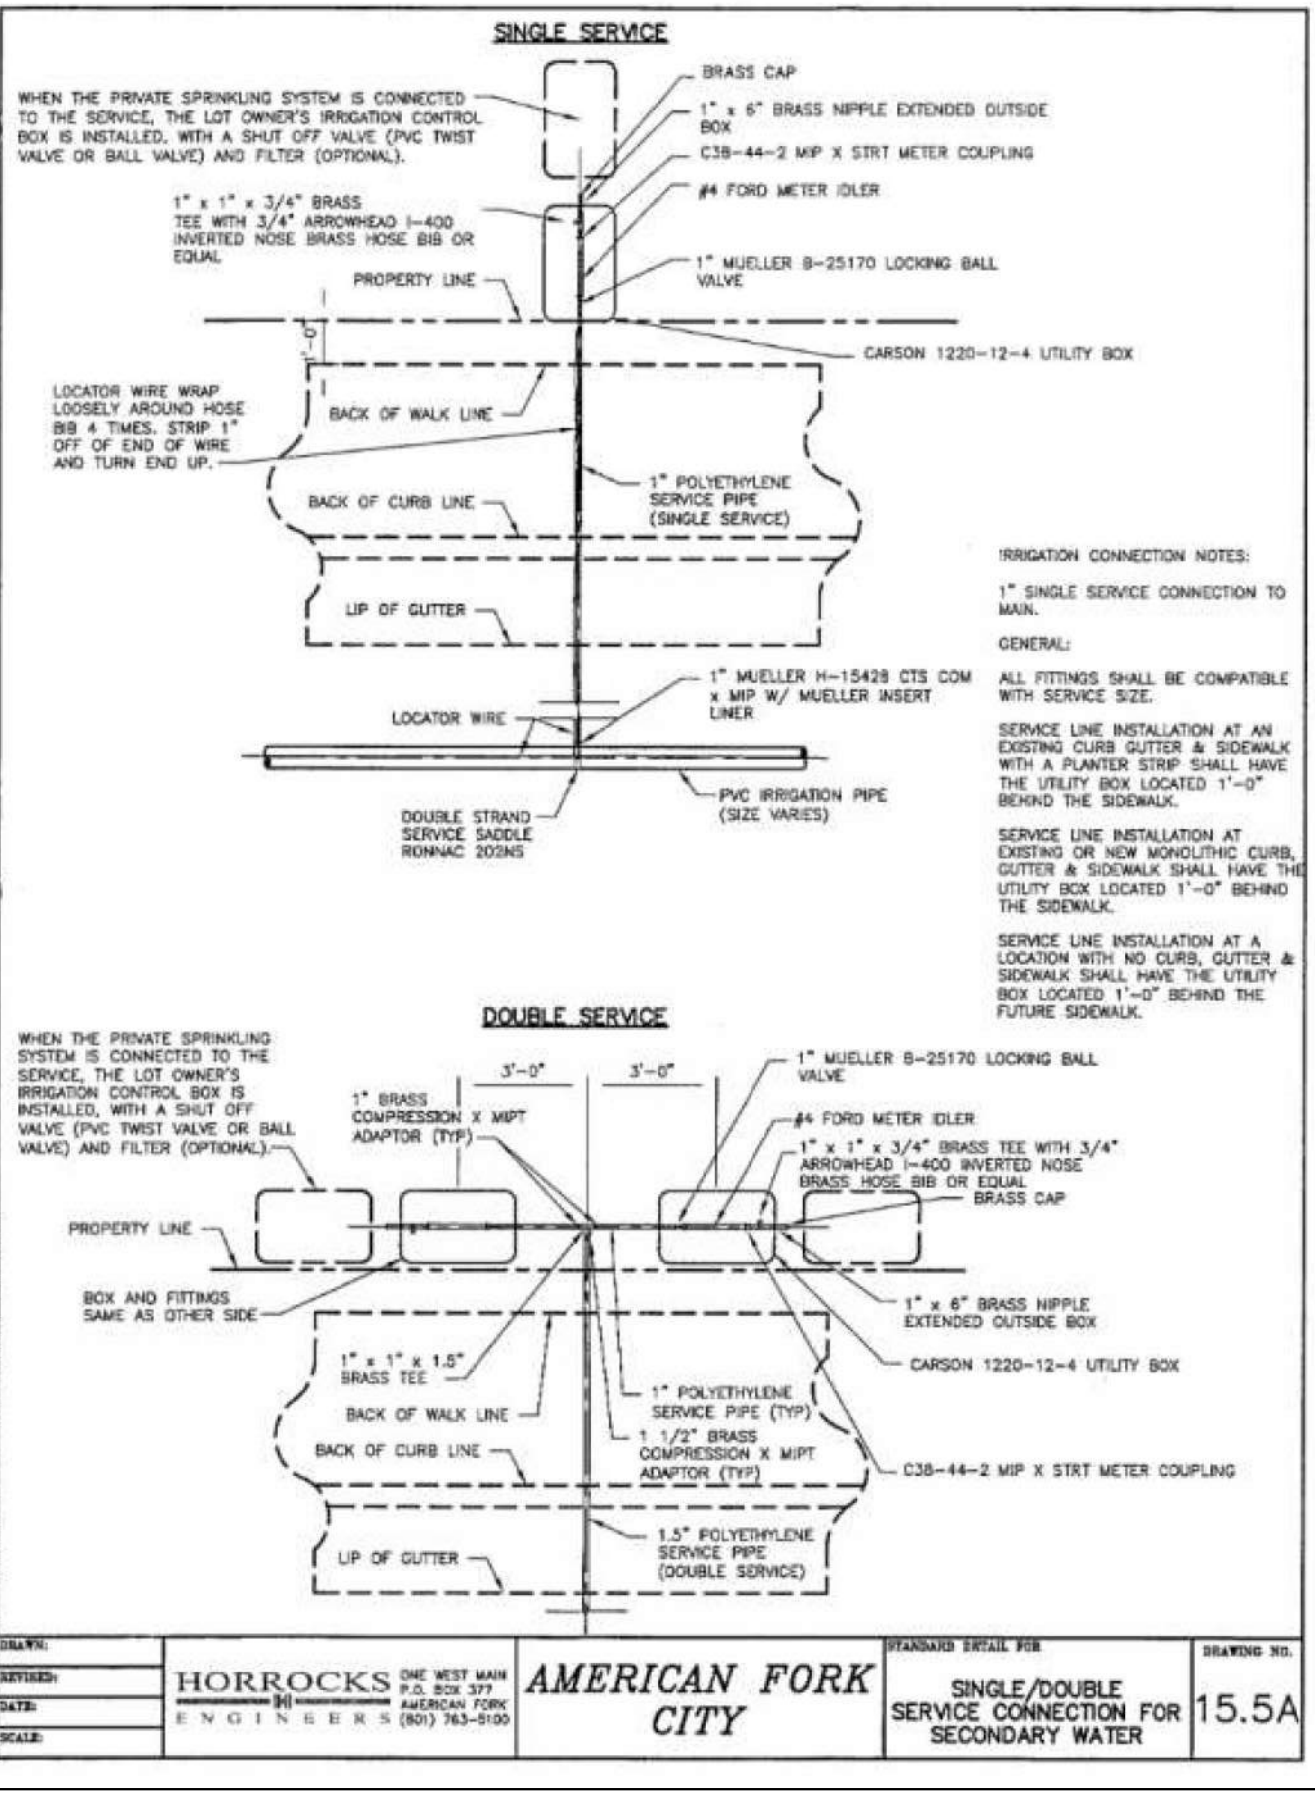 SINGLE SERVICE
WHEN THE PRIVATE SPRINKLING SYSTEM IS CONNECTED
TO THE SERVICE, THE LOT OWNER'S IRRIGATION CONTROL
BOX IS INSTALLED, WITH A SHUT OFF VALVE (PVC TWIST
VALVE OR BALL VALVE) AND FILTER (OPTIONAL).
BRASS CAP
1" x 6" BRASS NIPPLE EXTENDED OUTSIDE
BOX
C38-44-2 MIP X STRT METER COUPLING
#4 FORD METER IDLER
1" x 1" x 3/4" BRASS
TEE WITH 3/4" ARROWHEAD I-400
INVERTED NOSE BRASS HOSE BIB OR
EQUAL
1" MUELLER B-25170 LOCKING BALL
VALVE
PROPERTY LINE
1'-0"
CARSON 1220-12-4 UTILITY BOX
LOCATOR WIRE WRAP
LOOSELY AROUND HOSE
BIB 4 TIMES. STRIP 1"
OFF OF END OF WIRE
AND TURN END UP.
BACK OF WALK LINE
1" POLYETHYLENE
SERVICE PIPE
(SINGLE SERVICE)
BACK OF CURB LINE
LIP OF GUTTER
1" MUELLER H-15428 CTS COM
x MIP W/ MUELLER INSERT
LINER
LOCATOR WIRE
PVC IRRIGATION PIPE
(SIZE VARIES)
DOUBLE STRAND
SERVICE SADDLE
RONNAC 202NS
IRRIGATION CONNECTION NOTES:
1" SINGLE SERVICE CONNECTION TO
MAIN.
GENERAL:
ALL FITTINGS SHALL BE COMPATIBLE
WITH SERVICE SIZE.
SERVICE LINE INSTALLATION AT AN
EXISTING CURB GUTTER & SIDEWALK
WITH A PLANTER STRIP SHALL HAVE
THE UTILITY BOX LOCATED 1'-0"
BEHIND THE SIDEWALK.
SERVICE LINE INSTALLATION AT
EXISTING OR NEW MONOLITHIC CURB,
GUTTER & SIDEWALK SHALL HAVE THE
UTILITY BOX LOCATED 1'-0" BEHIND
THE SIDEWALK.
SERVICE LINE INSTALLATION AT A
LOCATION WITH NO CURB, GUTTER &
SIDEWALK SHALL HAVE THE UTILITY
BOX LOCATED 1'-0" BEHIND THE
FUTURE SIDEWALK.
DOUBLE SERVICE
WHEN THE PRIVATE SPRINKLING
SYSTEM IS CONNECTED TO THE
SERVICE, THE LOT OWNER'S
IRRIGATION CONTROL BOX IS
INSTALLED, WITH A SHUT OFF
VALVE (PVC TWIST VALVE OR BALL
VALVE) AND FILTER (OPTIONAL).
3'-0"
3'-0"
1" BRASS
COMPRESSION X MIPT
ADAPTOR (TYP)
1" MUELLER B-25170 LOCKING BALL
VALVE
#4 FORD METER IDLER
1" x 1" x 3/4" BRASS TEE WITH 3/4"
ARROWHEAD I-400 INVERTED NOSE
BRASS HOSE BIB OR EQUAL
BRASS CAP
PROPERTY LINE
BOX AND FITTINGS
SAME AS OTHER SIDE
1" x 6" BRASS NIPPLE
EXTENDED OUTSIDE BOX
1" x 1" x 1.5"
BRASS TEE
CARSON 1220-12-4 UTILITY BOX
1" POLYETHYLENE
SERVICE PIPE (TYP)
BACK OF WALK LINE
1 1/2" BRASS
COMPRESSION X MIPT
ADAPTOR (TYP)
BACK OF CURB LINE
C38-44-2 MIP X STRT METER COUPLING
1.5" POLYETHYLENE
SERVICE PIPE
(DOUBLE SERVICE)
LIP OF GUTTER
DRAWN:
REVISED:
DATE:
SCALE:
HORROCKS
ENGINEERS
ONE WEST MAIN
P.O. BOX 377
AMERICAN FORK
(801) 763-5100
AMERICAN FORK
CITY
STANDARD DETAIL FOR
SINGLE/DOUBLE
SERVICE CONNECTION FOR
SECONDARY WATER
DRAWING NO.
15.5A